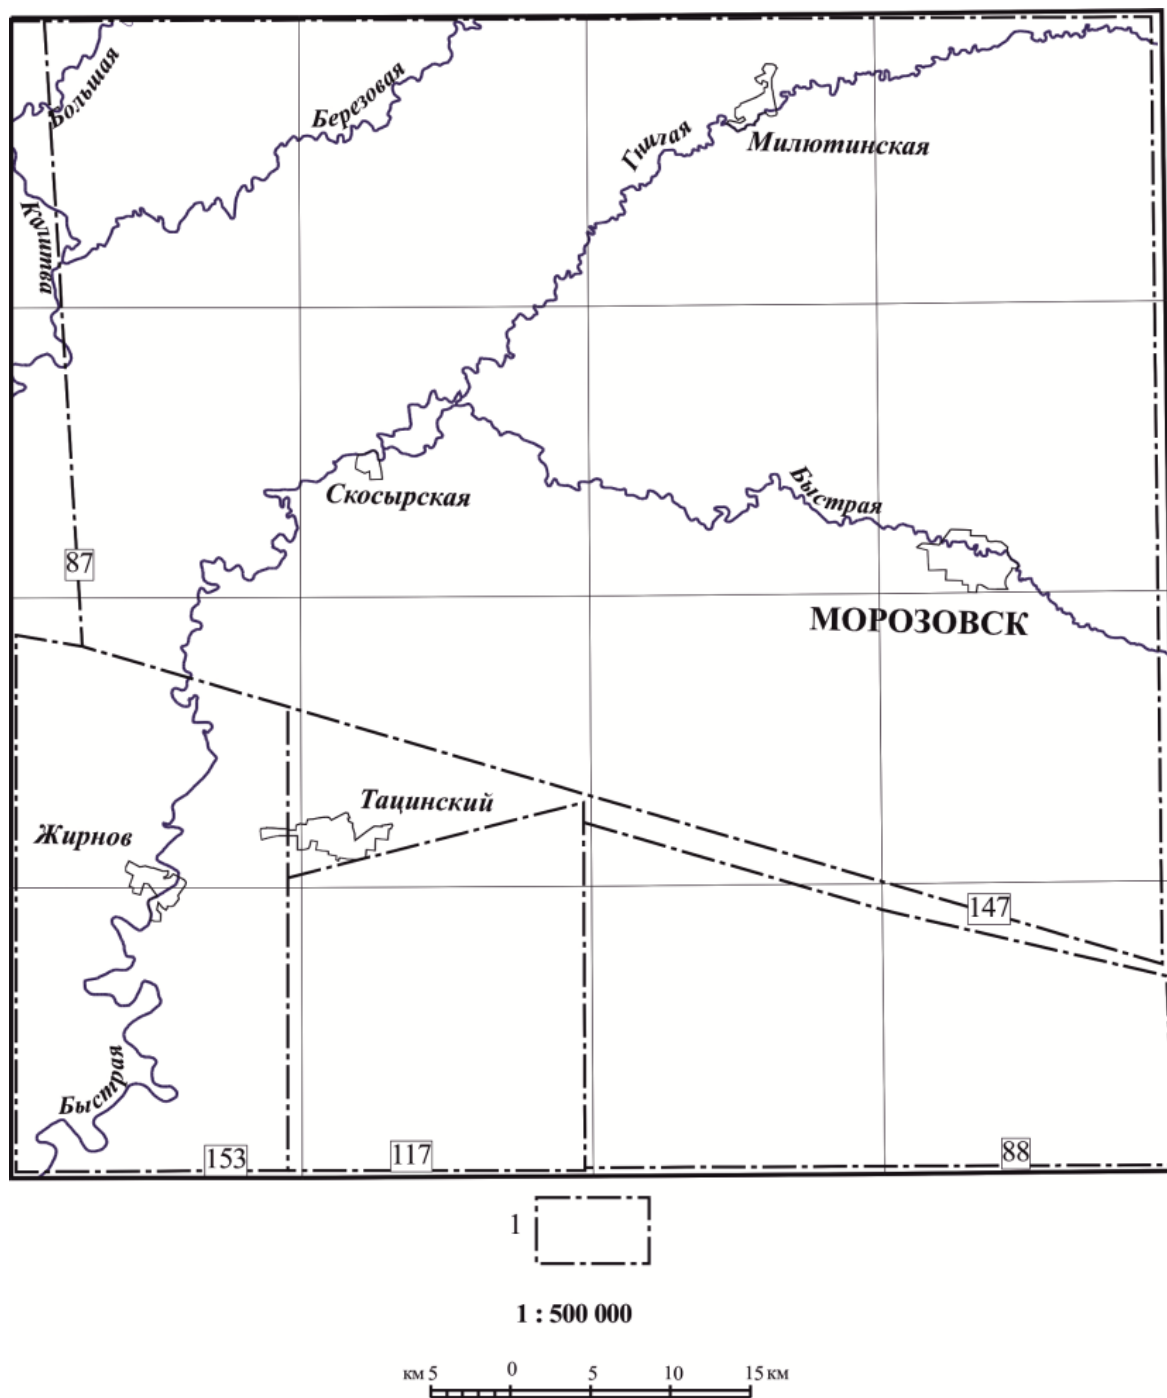 Большая
Березовая
Гнилая
Милютинская
Калитва
Скосырская
Быстрая
87
МОРОЗОВСК
Тацинский
Жирнов
147
Быстрая
153
117
88
1
1 : 500 000
км 5 0 5 10 15 км